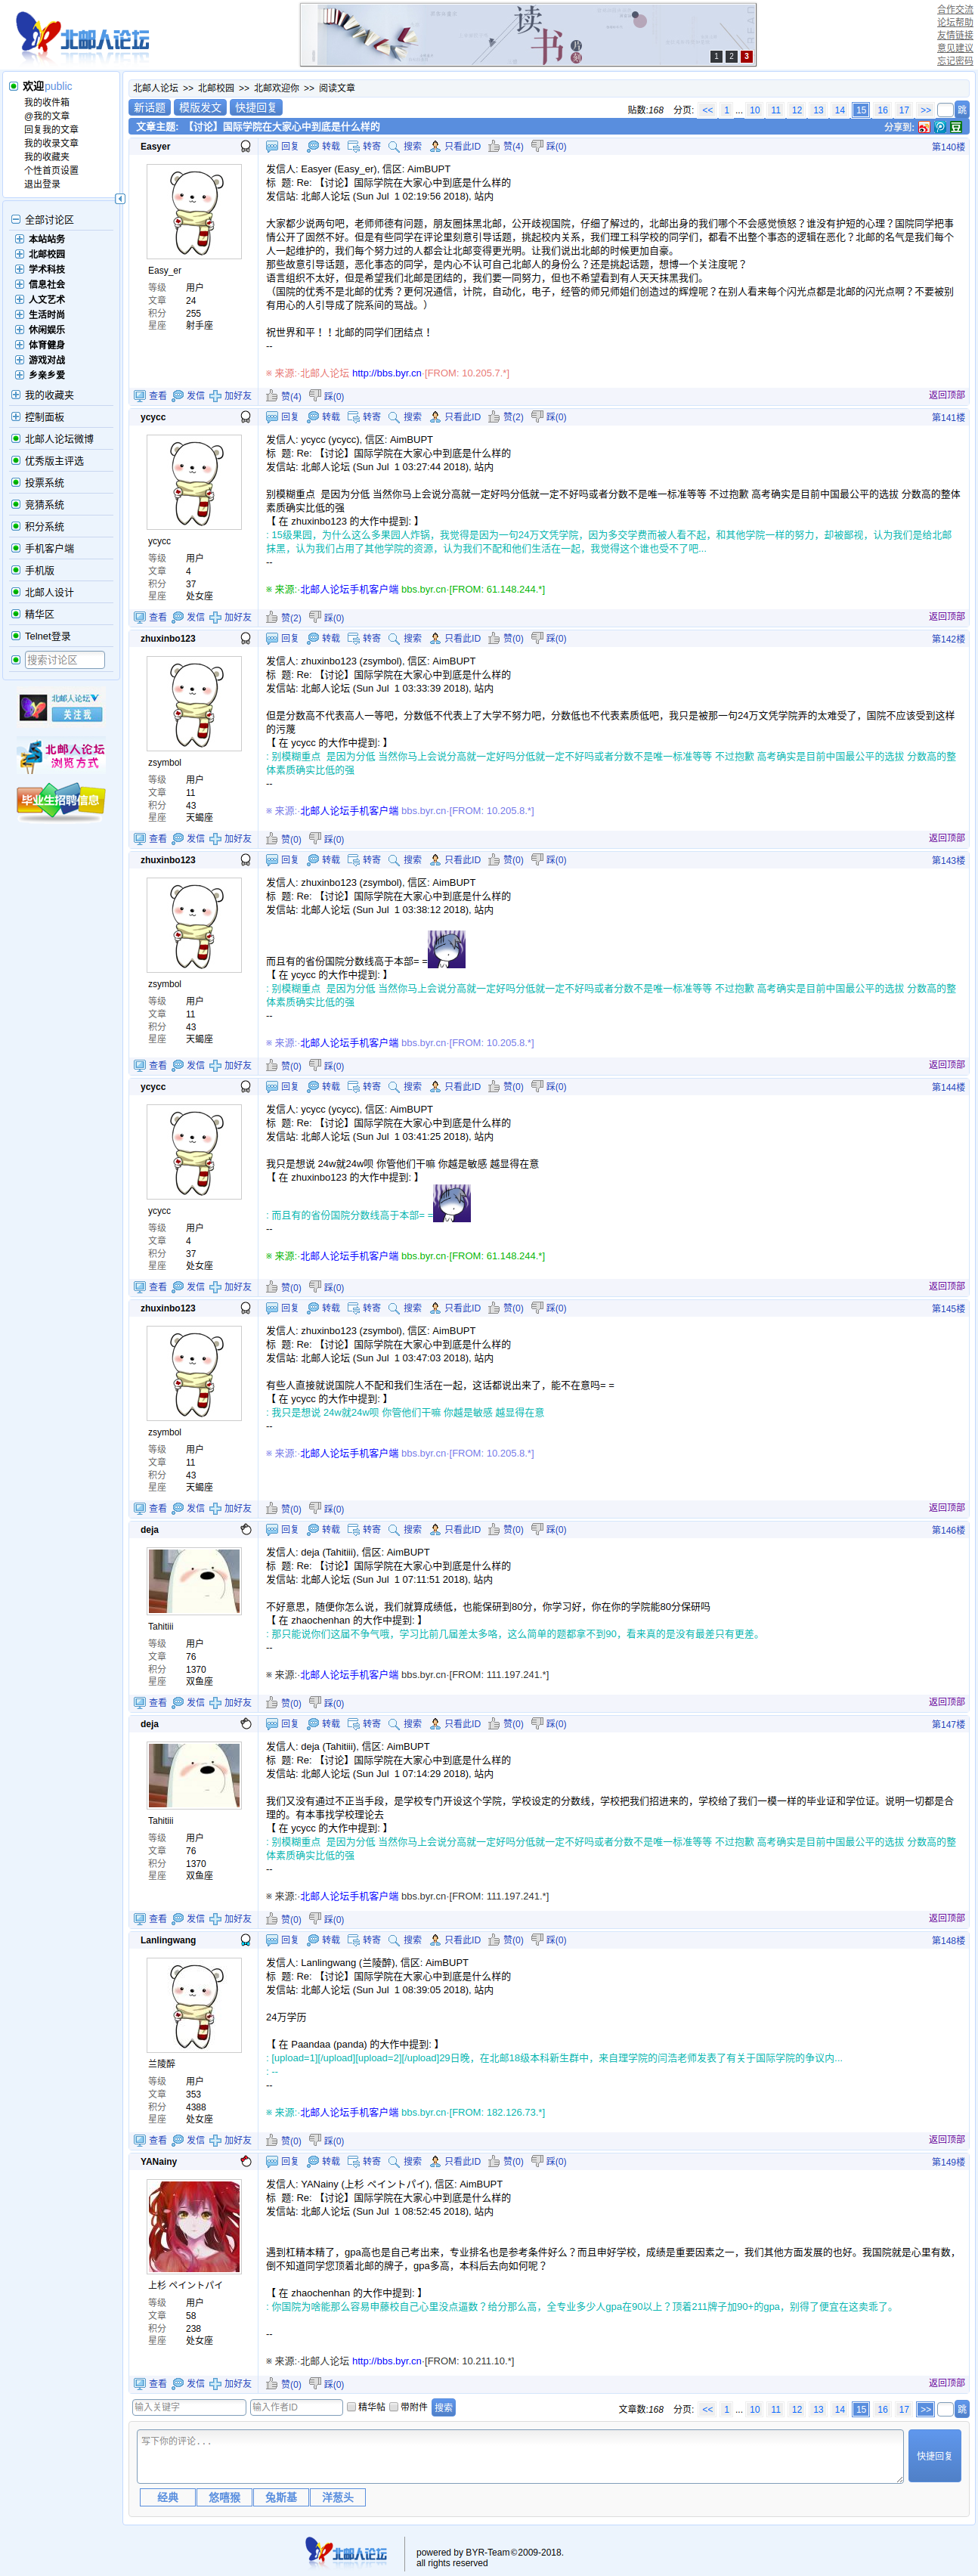 北邮人论坛
读书
1 2 3
合作交流
论坛帮助
友情链接
意见建议
忘记密码
欢迎public
我的收件箱
@我的文章
回复我的文章
我的收录文章
我的收藏夹
个性首页设置
退出登录
全部讨论区
本站站务
北邮校园
学术科技
信息社会
人文艺术
生活时尚
休闲娱乐
体育健身
游戏对战
乡亲乡爱
我的收藏夹
控制面板
北邮人论坛微博
优秀版主评选
投票系统
竞猜系统
积分系统
手机客户端
手机版
北邮人设计
精华区
Telnet登录
搜索讨论区
北邮人论坛
关注我
北邮人论坛
浏览方式
毕业生招聘信息
北邮人论坛 >> 北邮校园 >> 北邮欢迎你 >> 阅读文章
新话题 模版发文 快捷回复
贴数:168 分页: << 1 ... 10 11 12 13 14 15 16 17 >> 跳
文章主题: 【讨论】国际学院在大家心中到底是什么样的 分享到:
Easyer 回复 转载 转寄 搜索 只看此ID 赞(4) 踩(0) 第140楼
Easy_er
等级 用户
文章 24
积分 255
星座 射手座
发信人: Easyer (Easy_er), 信区: AimBUPT
标  题: Re: 【讨论】国际学院在大家心中到底是什么样的
发信站: 北邮人论坛 (Sun Jul  1 02:19:56 2018), 站内
大家都少说两句吧，老师师德有问题，朋友圈抹黑北邮，公开歧视国院，仔细了解过的，北邮出身的我们哪个不会感觉愤怒？谁没有护短的心理？国院同学把事
情公开了固然不好。但是有些同学在评论里刻意引导话题，挑起校内关系，我们理工科学校的同学们，都看不出整个事态的逻辑在恶化？北邮的名气是我们每个
人一起维护的，我们每个努力过的人都会让北邮变得更光明。让我们说出北邮的时候更加自豪。
那些故意引导话题，恶化事态的同学，是内心不认可自己北邮人的身份么？还是挑起话题，想博一个关注度呢？
语言组织不太好，但是希望我们北邮是团结的，我们要一同努力，但也不希望看到有人天天抹黑我们。
（国院的优秀不是北邮的优秀？更何况通信，计院，自动化，电子，经管的师兄师姐们创造过的辉煌呢？在别人看来每个闪光点都是北邮的闪光点啊？不要被别
有用心的人引导成了院系间的骂战。）
祝世界和平！！北邮的同学们团结点！
--
※ 来源:·北邮人论坛 http://bbs.byr.cn·[FROM: 10.205.7.*]
查看 发信 加好友 赞(4) 踩(0) 返回顶部
ycycc 回复 转载 转寄 搜索 只看此ID 赞(2) 踩(0) 第141楼
ycycc
等级 用户
文章 4
积分 37
星座 处女座
发信人: ycycc (ycycc), 信区: AimBUPT
标  题: Re: 【讨论】国际学院在大家心中到底是什么样的
发信站: 北邮人论坛 (Sun Jul  1 03:27:44 2018), 站内
别模糊重点  是因为分低 当然你马上会说分高就一定好吗分低就一定不好吗或者分数不是唯一标准等等 不过抱歉 高考确实是目前中国最公平的选拔 分数高的整体
素质确实比低的强
【 在 zhuxinbo123 的大作中提到: 】
: 15级果园，为什么这么多果园人炸锅，我觉得是因为一句24万文凭学院，因为多交学费而被人看不起，和其他学院一样的努力，却被鄙视，认为我们是给北邮
抹黑，认为我们占用了其他学院的资源，认为我们不配和他们生活在一起，我觉得这个谁也受不了吧...
--
※ 来源:·北邮人论坛手机客户端 bbs.byr.cn·[FROM: 61.148.244.*]
查看 发信 加好友 赞(2) 踩(0) 返回顶部
zhuxinbo123 回复 转载 转寄 搜索 只看此ID 赞(0) 踩(0) 第142楼
zsymbol
等级 用户
文章 11
积分 43
星座 天蝎座
发信人: zhuxinbo123 (zsymbol), 信区: AimBUPT
标  题: Re: 【讨论】国际学院在大家心中到底是什么样的
发信站: 北邮人论坛 (Sun Jul  1 03:33:39 2018), 站内
但是分数高不代表高人一等吧，分数低不代表上了大学不努力吧，分数低也不代表素质低吧，我只是被那一句24万文凭学院弄的太难受了，国院不应该受到这样
的污蔑
【 在 ycycc 的大作中提到: 】
: 别模糊重点  是因为分低 当然你马上会说分高就一定好吗分低就一定不好吗或者分数不是唯一标准等等 不过抱歉 高考确实是目前中国最公平的选拔 分数高的整
体素质确实比低的强
--
※ 来源:·北邮人论坛手机客户端 bbs.byr.cn·[FROM: 10.205.8.*]
查看 发信 加好友 赞(0) 踩(0) 返回顶部
zhuxinbo123 回复 转载 转寄 搜索 只看此ID 赞(0) 踩(0) 第143楼
zsymbol
等级 用户
文章 11
积分 43
星座 天蝎座
发信人: zhuxinbo123 (zsymbol), 信区: AimBUPT
标  题: Re: 【讨论】国际学院在大家心中到底是什么样的
发信站: 北邮人论坛 (Sun Jul  1 03:38:12 2018), 站内
而且有的省份国院分数线高于本部= =
【 在 ycycc 的大作中提到: 】
: 别模糊重点  是因为分低 当然你马上会说分高就一定好吗分低就一定不好吗或者分数不是唯一标准等等 不过抱歉 高考确实是目前中国最公平的选拔 分数高的整
体素质确实比低的强
--
※ 来源:·北邮人论坛手机客户端 bbs.byr.cn·[FROM: 10.205.8.*]
查看 发信 加好友 赞(0) 踩(0) 返回顶部
ycycc 回复 转载 转寄 搜索 只看此ID 赞(0) 踩(0) 第144楼
ycycc
等级 用户
文章 4
积分 37
星座 处女座
发信人: ycycc (ycycc), 信区: AimBUPT
标  题: Re: 【讨论】国际学院在大家心中到底是什么样的
发信站: 北邮人论坛 (Sun Jul  1 03:41:25 2018), 站内
我只是想说 24w就24w呗 你管他们干嘛 你越是敏感 越显得在意
【 在 zhuxinbo123 的大作中提到: 】
: 而且有的省份国院分数线高于本部= =
--
※ 来源:·北邮人论坛手机客户端 bbs.byr.cn·[FROM: 61.148.244.*]
查看 发信 加好友 赞(0) 踩(0) 返回顶部
zhuxinbo123 回复 转载 转寄 搜索 只看此ID 赞(0) 踩(0) 第145楼
zsymbol
等级 用户
文章 11
积分 43
星座 天蝎座
发信人: zhuxinbo123 (zsymbol), 信区: AimBUPT
标  题: Re: 【讨论】国际学院在大家心中到底是什么样的
发信站: 北邮人论坛 (Sun Jul  1 03:47:03 2018), 站内
有些人直接就说国院人不配和我们生活在一起，这话都说出来了，能不在意吗= =
【 在 ycycc 的大作中提到: 】
: 我只是想说 24w就24w呗 你管他们干嘛 你越是敏感 越显得在意
--
※ 来源:·北邮人论坛手机客户端 bbs.byr.cn·[FROM: 10.205.8.*]
查看 发信 加好友 赞(0) 踩(0) 返回顶部
deja 回复 转载 转寄 搜索 只看此ID 赞(0) 踩(0) 第146楼
Tahitiii
等级 用户
文章 76
积分 1370
星座 双鱼座
发信人: deja (Tahitiii), 信区: AimBUPT
标  题: Re: 【讨论】国际学院在大家心中到底是什么样的
发信站: 北邮人论坛 (Sun Jul  1 07:11:51 2018), 站内
不好意思，随便你怎么说，我们就算成绩低，也能保研到80分，你学习好，你在你的学院能80分保研吗
【 在 zhaochenhan 的大作中提到: 】
: 那只能说你们这届不争气哦，学习比前几届差太多咯，这么简单的题都拿不到90，看来真的是没有最差只有更差。
--
※ 来源:·北邮人论坛手机客户端 bbs.byr.cn·[FROM: 111.197.241.*]
查看 发信 加好友 赞(0) 踩(0) 返回顶部
deja 回复 转载 转寄 搜索 只看此ID 赞(0) 踩(0) 第147楼
Tahitiii
等级 用户
文章 76
积分 1370
星座 双鱼座
发信人: deja (Tahitiii), 信区: AimBUPT
标  题: Re: 【讨论】国际学院在大家心中到底是什么样的
发信站: 北邮人论坛 (Sun Jul  1 07:14:29 2018), 站内
我们又没有通过不正当手段，是学校专门开设这个学院，学校设定的分数线，学校把我们招进来的，学校给了我们一模一样的毕业证和学位证。说明一切都是合
理的。有本事找学校理论去
【 在 ycycc 的大作中提到: 】
: 别模糊重点  是因为分低 当然你马上会说分高就一定好吗分低就一定不好吗或者分数不是唯一标准等等 不过抱歉 高考确实是目前中国最公平的选拔 分数高的整
体素质确实比低的强
--
※ 来源:·北邮人论坛手机客户端 bbs.byr.cn·[FROM: 111.197.241.*]
查看 发信 加好友 赞(0) 踩(0) 返回顶部
Lanlingwang 回复 转载 转寄 搜索 只看此ID 赞(0) 踩(0) 第148楼
兰陵醉
等级 用户
文章 353
积分 4388
星座 处女座
发信人: Lanlingwang (兰陵醉), 信区: AimBUPT
标  题: Re: 【讨论】国际学院在大家心中到底是什么样的
发信站: 北邮人论坛 (Sun Jul  1 08:39:05 2018), 站内
24万学历
【 在 Paandaa (panda) 的大作中提到: 】
: [upload=1][/upload][upload=2][/upload]29日晚，在北邮18级本科新生群中，来自理学院的闫浩老师发表了有关于国际学院的争议内...
: --
--
※ 来源:·北邮人论坛手机客户端 bbs.byr.cn·[FROM: 182.126.73.*]
查看 发信 加好友 赞(0) 踩(0) 返回顶部
YANainy 回复 转载 转寄 搜索 只看此ID 赞(0) 踩(0) 第149楼
上杉 ペイントパイ
等级 用户
文章 58
积分 238
星座 处女座
发信人: YANainy (上杉 ペイントパイ), 信区: AimBUPT
标  题: Re: 【讨论】国际学院在大家心中到底是什么样的
发信站: 北邮人论坛 (Sun Jul  1 08:52:45 2018), 站内
遇到杠精本精了，gpa高也是自己考出来，专业排名也是参考条件好么？而且申好学校，成绩是重要因素之一，我们其他方面发展的也好。我国院就是心里有数，
倒不知道同学您顶着北邮的牌子，gpa多高，本科后去向如何呢？
【 在 zhaochenhan 的大作中提到: 】
: 你国院为啥能那么容易申藤校自己心里没点逼数？给分那么高，全专业多少人gpa在90以上？顶着211牌子加90+的gpa，别得了便宜在这卖乖了。
--
※ 来源:·北邮人论坛 http://bbs.byr.cn·[FROM: 10.211.10.*]
查看 发信 加好友 赞(0) 踩(0) 返回顶部
输入关键字 输入作者ID 精华帖 带附件 搜索 文章数:168 分页: << 1 ... 10 11 12 13 14 15 16 17 >> 跳
写下你的评论...
快捷回复
经典 悠嘻猴 兔斯基 洋葱头
北邮人论坛
powered by BYR-Team©2009-2018.
all rights reserved